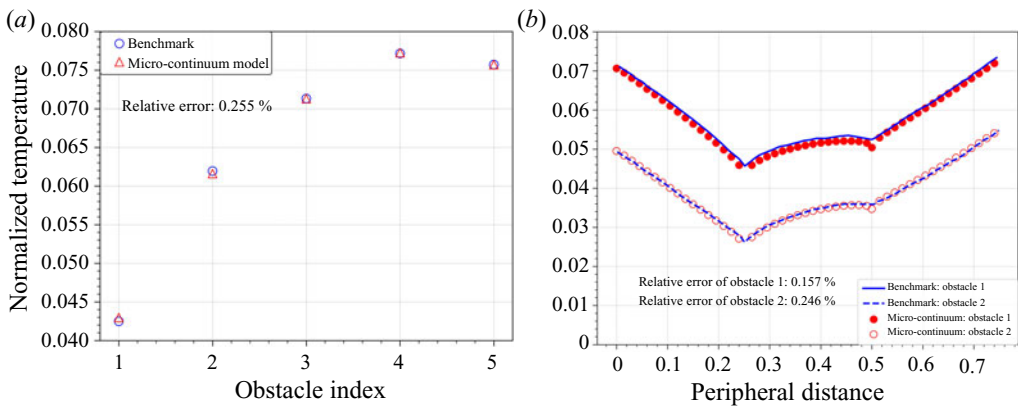 (a)
Normalized temperature
0.080
0.075
0.070
0.065
0.060
0.055
0.050
0.045
0.040
Benchmark
Micro-continuum model
Relative error: 0.255 %
1
2
3
4
5
Obstacle index
(b)
0.08
0.07
0.06
0.05
0.04
0.03
0.02
0.01
0
Relative error of obstacle 1: 0.157 %
Relative error of obstacle 2: 0.246 %
Benchmark: obstacle 1
Benchmark: obstacle 2
Micro-continuum: obstacle 1
Micro-continuum: obstacle 2
0
0.1
0.2
0.3
0.4
0.5
0.6
0.7
Peripheral distance